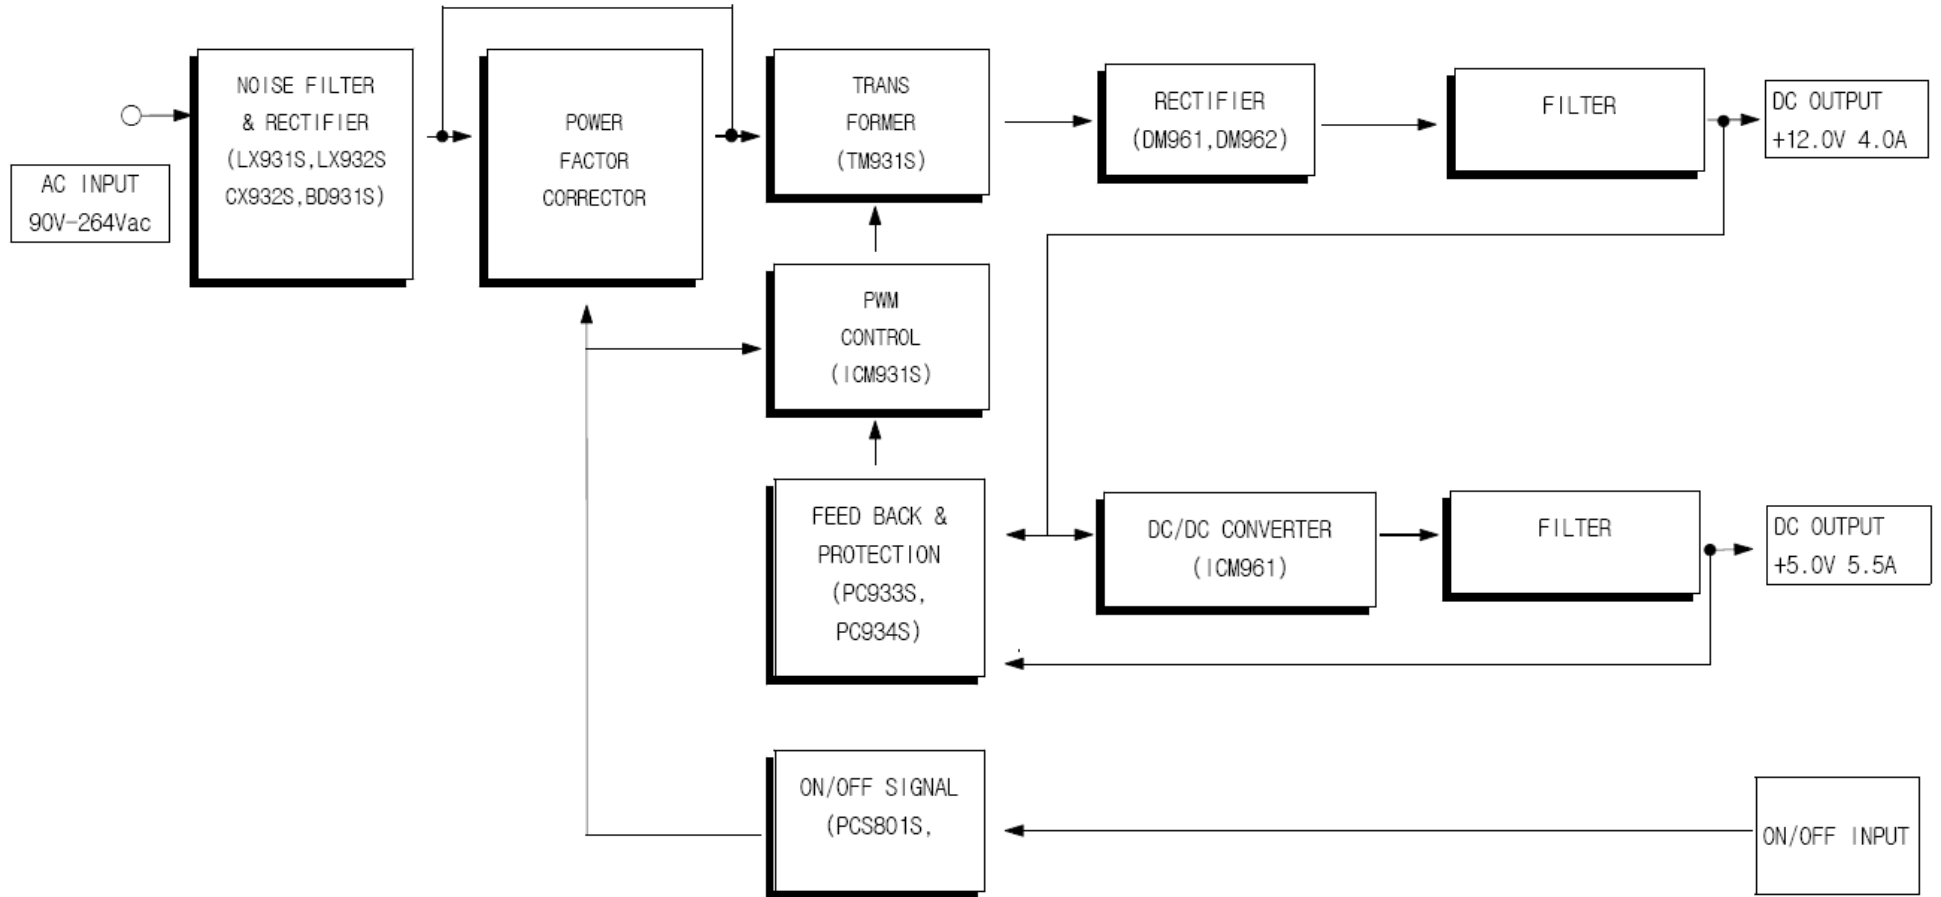 NOISE FILTER
& RECTIFIER
(LX931S,LX932S
CX932S,BD931S)
AC INPUT
90V-264Vac
POWER
FACTOR
CORRECTOR
TRANS
FORMER
(TM931S)
RECTIFIER
(DM961,DM962)
FILTER
DC OUTPUT
+12.0V 4.0A
PWM
CONTROL
(ICM931S)
FEED BACK &
PROTECTION
(PC933S,
PC934S)
DC/DC CONVERTER
(ICM961)
FILTER
DC OUTPUT
+5.0V 5.5A
ON/OFF SIGNAL
(PCS801S,
ON/OFF INPUT